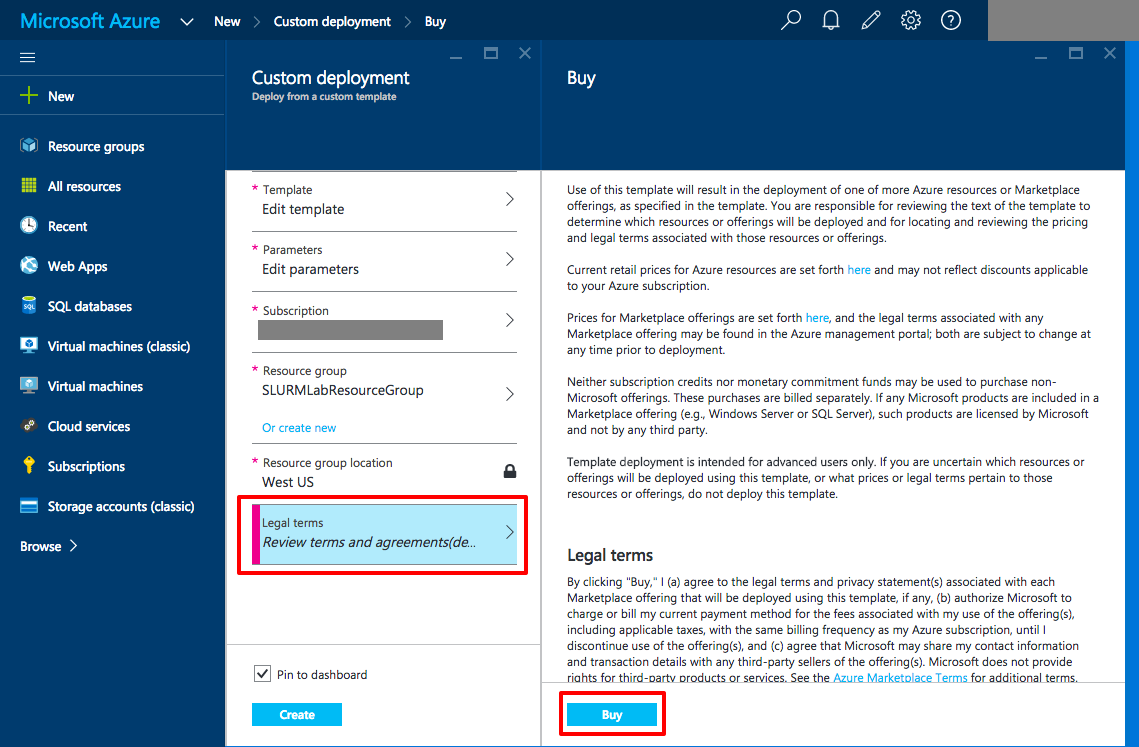 Microsoft Azure New Custom deployment Buy
New
Resource groups
All resources
Recent
Web Apps
SQL databases
Virtual machines (classic)
Virtual machines
Cloud services
Subscriptions
Storage accounts (classic)
Browse
Custom deployment
Deploy from a custom template
* Template
Edit template
* Parameters
Edit parameters
* Subscription
* Resource group
SLURMLabResourceGroup
Or create new
* Resource group location
West US
Legal terms
Review terms and agreements(de...
Pin to dashboard
Create
Buy
Use of this template will result in the deployment of one of more Azure resources or Marketplace
offerings, as specified in the template. You are responsible for reviewing the text of the template to
determine which resources or offerings will be deployed and for locating and reviewing the pricing
and legal terms associated with those resources or offerings.
Current retail prices for Azure resources are set forth here and may not reflect discounts applicable
to your Azure subscription.
Prices for Marketplace offerings are set forth here, and the legal terms associated with any
Marketplace offering may be found in the Azure management portal; both are subject to change at
any time prior to deployment.
Neither subscription credits nor monetary commitment funds may be used to purchase non-
Microsoft offerings. These purchases are billed separately. If any Microsoft products are included in a
Marketplace offering (e.g., Windows Server or SQL Server), such products are licensed by Microsoft
and not by any third party.
Template deployment is intended for advanced users only. If you are uncertain which resources or
offerings will be deployed using this template, or what prices or legal terms pertain to those
resources or offerings, do not deploy this template.
Legal terms
By clicking "Buy," I (a) agree to the legal terms and privacy statement(s) associated with each
Marketplace offering that will be deployed using this template, if any, (b) authorize Microsoft to
charge or bill my current payment method for the fees associated with my use of the offering(s),
including applicable taxes, with the same billing frequency as my Azure subscription, until I
discontinue use of the offering(s), and (c) agree that Microsoft may share my contact information
and transaction details with any third-party sellers of the offering(s). Microsoft does not provide
rights for third-party products or services. See the Azure Marketplace Terms for additional terms.
Buy